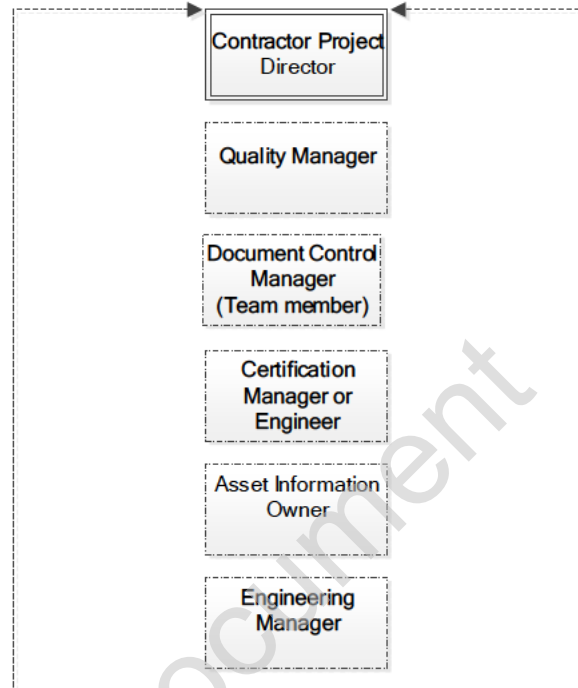 Contractor Project
Director
Quality Manager
Document Control
Manager
(Team member)
Certification
Manager or
Engineer
Asset Information
Owner
Engineering
Manager
ocument